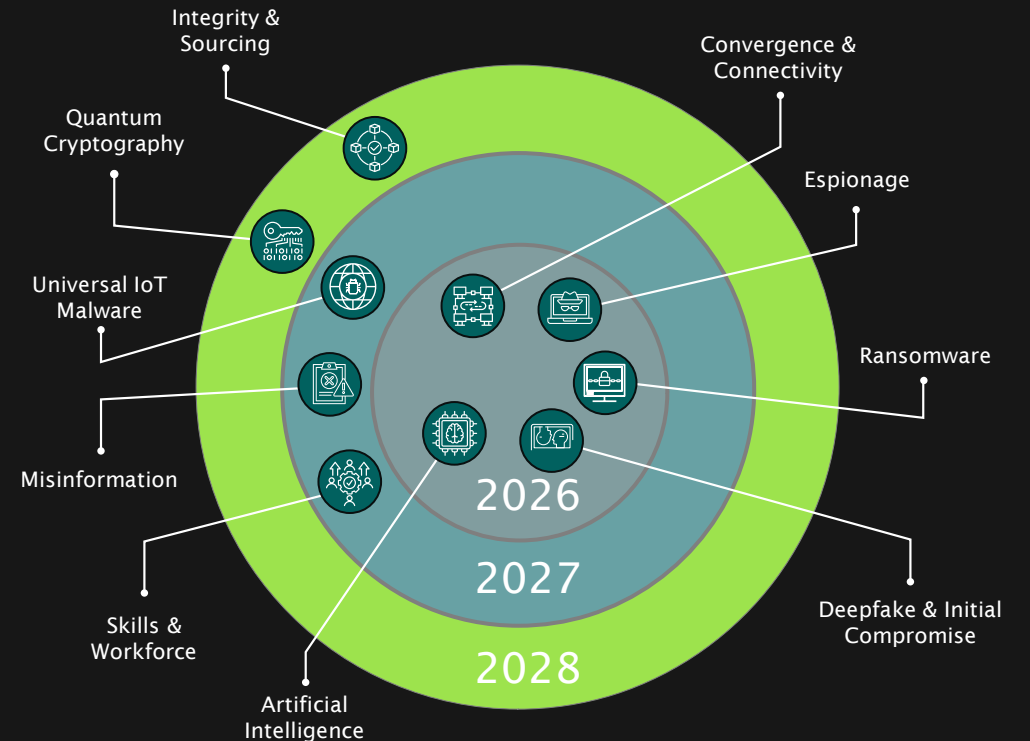 Integrity &
Sourcing
Convergence &
Connectivity
Quantum
Cryptography
Espionage
Universal IoT
Malware
Ransomware
Misinformation
2026
2027
Deepfake & Initial
Compromise
Skills &
Workforce
2028
Artificial
Intelligence